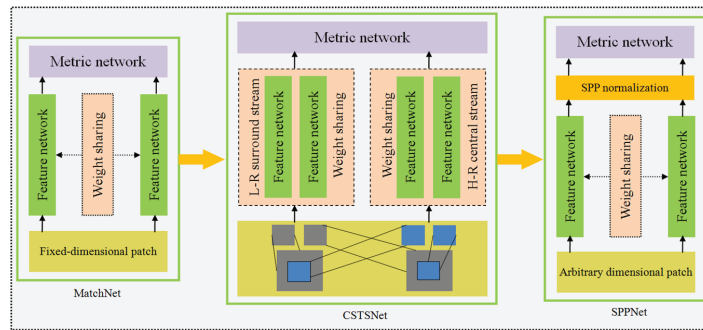 Metric network
Feature network
Weight sharing
Feature network
Fixed-dimensional patch
MatchNet
Metric network
L-R surround stream
Feature network
Feature network
Weight sharing
Weight sharing
Feature network
Feature network
H-R central stream
CSTSNet
Metric network
SPP normalization
Feature network
Weight sharing
Feature network
Arbitrary dimensional patch
SPPNet